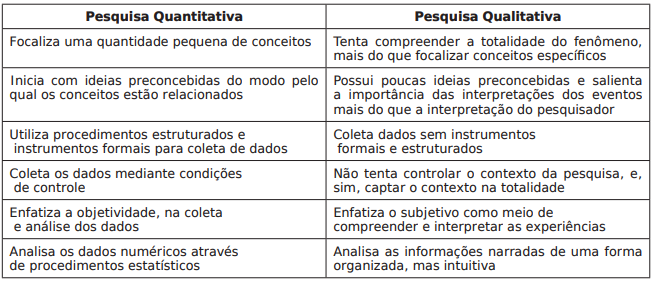 Pesquisa Quantitativa
Pesquisa Qualitativa
Focaliza uma quantidade pequena de conceitos
Tenta compreender a totalidade do fenômeno,
mais do que focalizar conceitos específicos
Inicia com ideias preconcebidas do modo pelo
qual os conceitos estão relacionados
Possui poucas ideias preconcebidas e salienta
a importância das interpretações dos eventos
mais do que a interpretação do pesquisador
Utiliza procedimentos estruturados e
instrumentos formais para coleta de dados
Coleta dados sem instrumentos
formais e estruturados
Coleta os dados mediante condições
de controle
Não tenta controlar o contexto da pesquisa, e,
sim, captar o contexto na totalidade
Enfatiza a objetividade, na coleta
e análise dos dados
Enfatiza o subjetivo como meio de
compreender e interpretar as experiências
Analisa os dados numéricos através
de procedimentos estatísticos
Analisa as informações narradas de uma forma
organizada, mas intuitiva